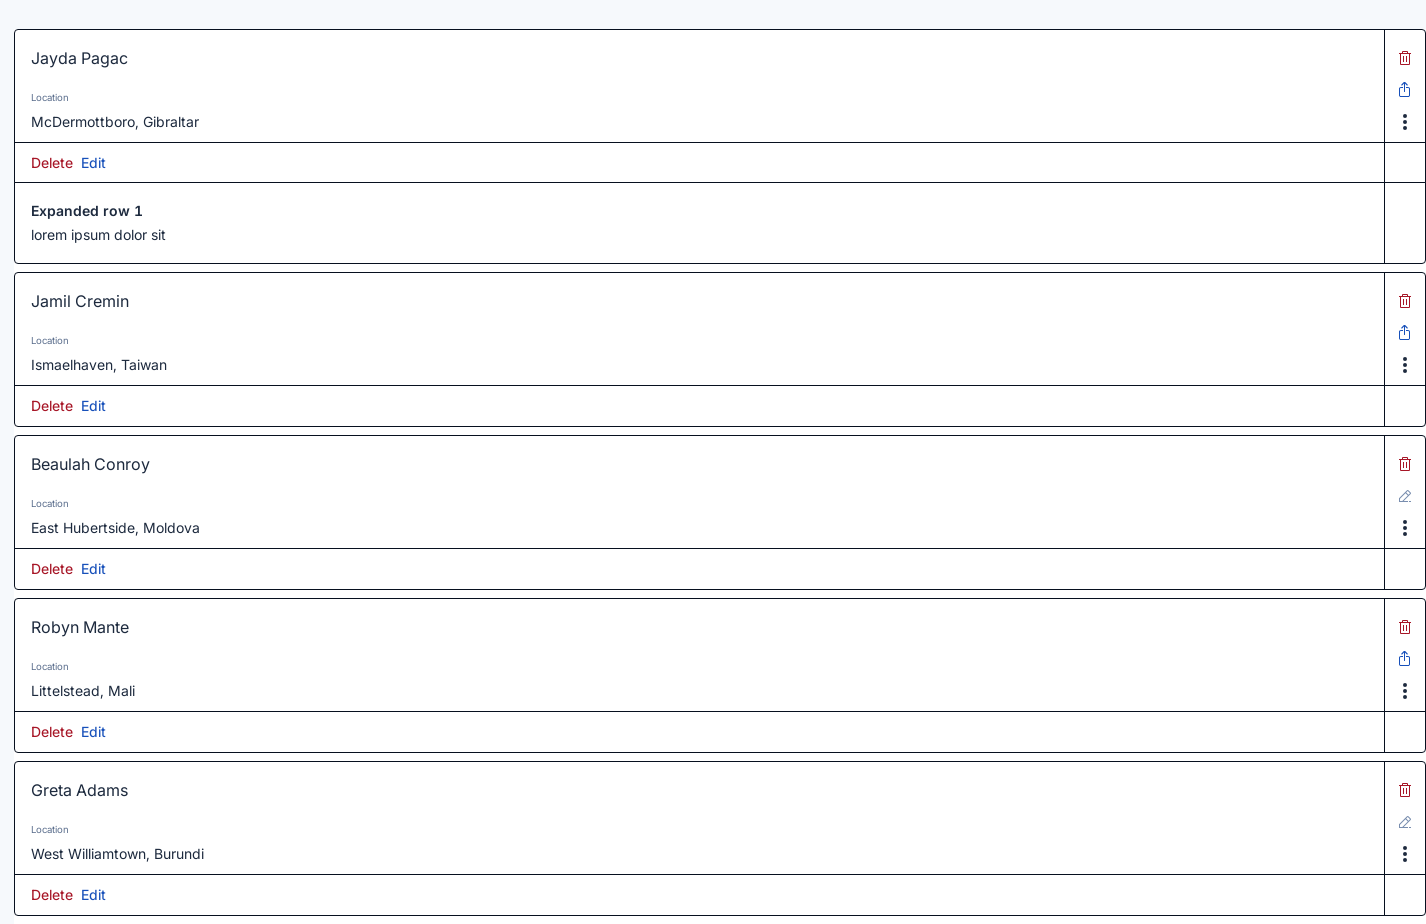 Jayda Pagac
Location
McDermottboro, Gibraltar
Delete Edit
Expanded row 1
lorem ipsum dolor sit
Jamil Cremin
Location
Ismaelhaven, Taiwan
Delete Edit
Beaulah Conroy
Location
East Hubertside, Moldova
Delete Edit
Robyn Mante
Location
Littelstead, Mali
Delete Edit
Greta Adams
Location
West Williamtown, Burundi
Delete Edit